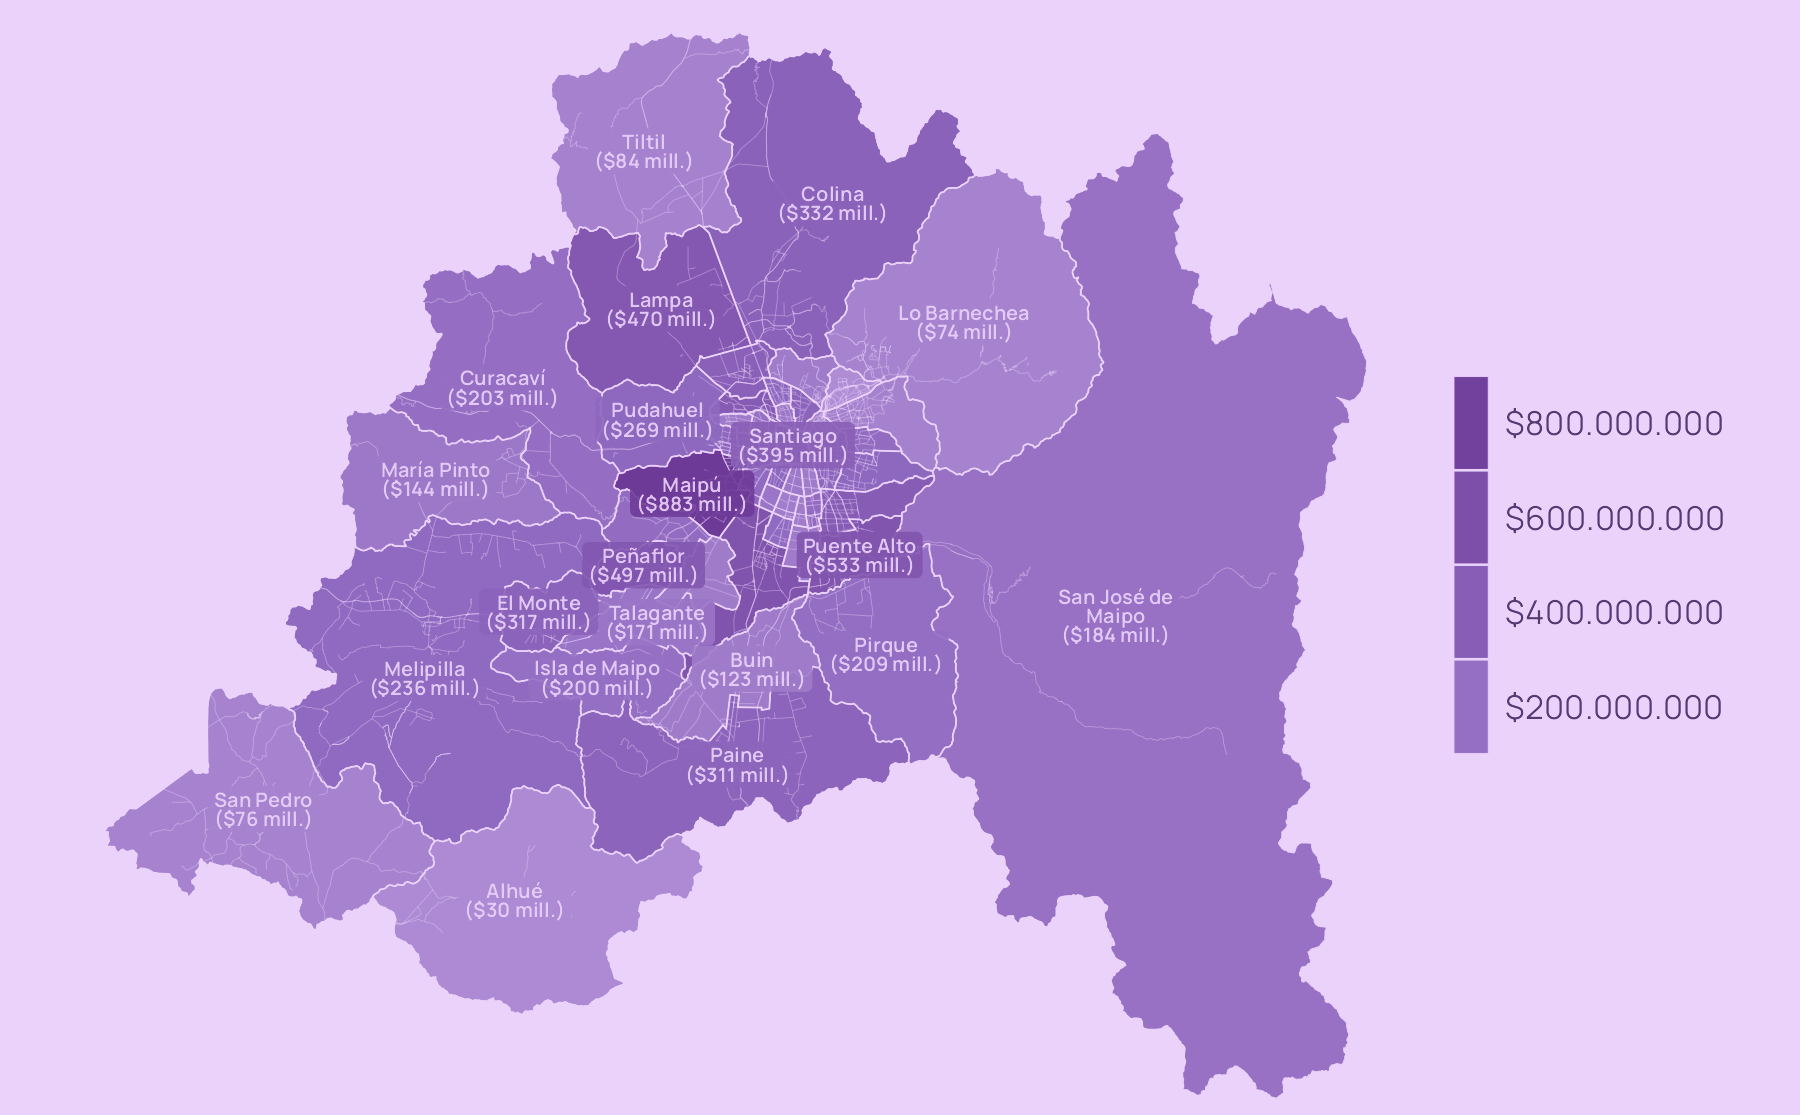 Tiltil
($84 mill.)
Colina
($332 mill.)
Lampa
($470 mill.)
Lo Barnechea
($74 mill.)
Curacaví
($203 mill.)
Pudahuel
($269 mill.)
Santiago
($395 mill.)
María Pinto
($144 mill.)
Maipú
($883 mill.)
Peñaflor
($497 mill.)
Puente Alto
($533 mill.)
El Monte
($317 mill.)
Talagante
($171 mill.)
San José de
Maipo
($184 mill.)
Melipilla
($236 mill.)
Isla de Maipo
($200 mill.)
Buin
($123 mill.)
Pirque
($209 mill.)
Paine
($311 mill.)
San Pedro
($76 mill.)
Alhué
($30 mill.)
$800.000.000
$600.000.000
$400.000.000
$200.000.000